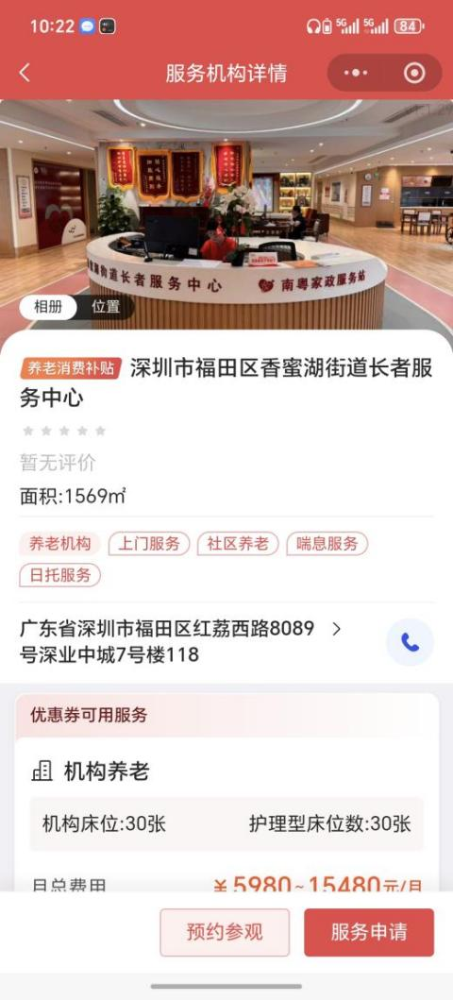 10:22
5G
5G
84
服务机构详情
街道长者服务中心
南粤家政服务站
相册
位置
养老消费补贴 深圳市福田区香蜜湖街道长者服
务中心
暂无评价
面积:1569㎡
养老机构 上门服务 社区养老 喘息服务
日托服务
广东省深圳市福田区红荔西路8089
号深业中城7号楼118
优惠券可用服务
机构养老
机构床位:30张 护理型床位数:30张
月总费用 ¥5980~15480元/月
预约参观 服务申请